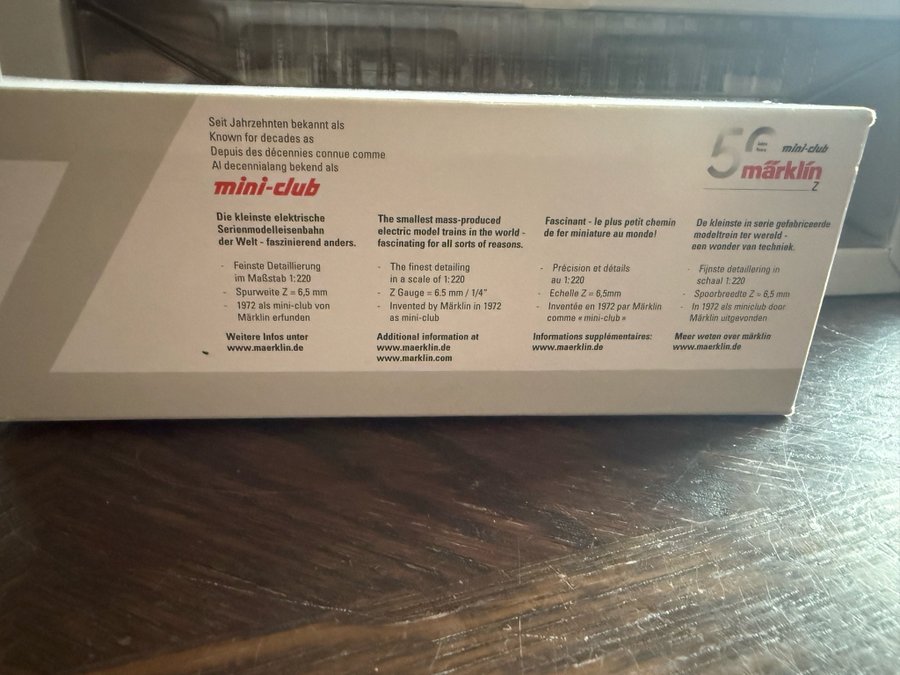 Seit Jahrzehnten bekannt als
Known for decades as
Depuis des décennies connue comme
Al decennialang bekend als
mini-club
50 Jahre Years mini-club
märklin
Z
Die kleinste elektrische
Serienmodelleisenbahn
der Welt - faszinierend anders.
- Feinste Detaillierung
im Maßstab 1:220
- Spurweite Z = 6,5 mm
- 1972 als mini-club von
Märklin erfunden
Weitere Infos unter
www.maerklin.de
The smallest mass-produced
electric model trains in the world -
fascinating for all sorts of reasons.
- The finest detailing
in a scale of 1:220
- Z Gauge = 6.5 mm / 1/4"
- Invented by Märklin in 1972
as mini-club
Additional information at
www.maerklin.de
www.marklin.com
Fascinant - le plus petit chemin
de fer miniature au monde!
- Précision et détails
au 1:220
- Echelle Z = 6,5mm
- Inventée en 1972 par Märklin
comme « mini-club »
Informations supplémentaires:
www.maerklin.de
De kleinste in serie gefabriceerde
modeltrein ter wereld -
een wonder van techniek.
- Fijnste detaillering in
schaal 1:220
- Spoorbreedte Z = 6,5 mm
- In 1972 als miniclub door
Märklin uitgevonden
Meer weten over märklin
www.maerklin.de